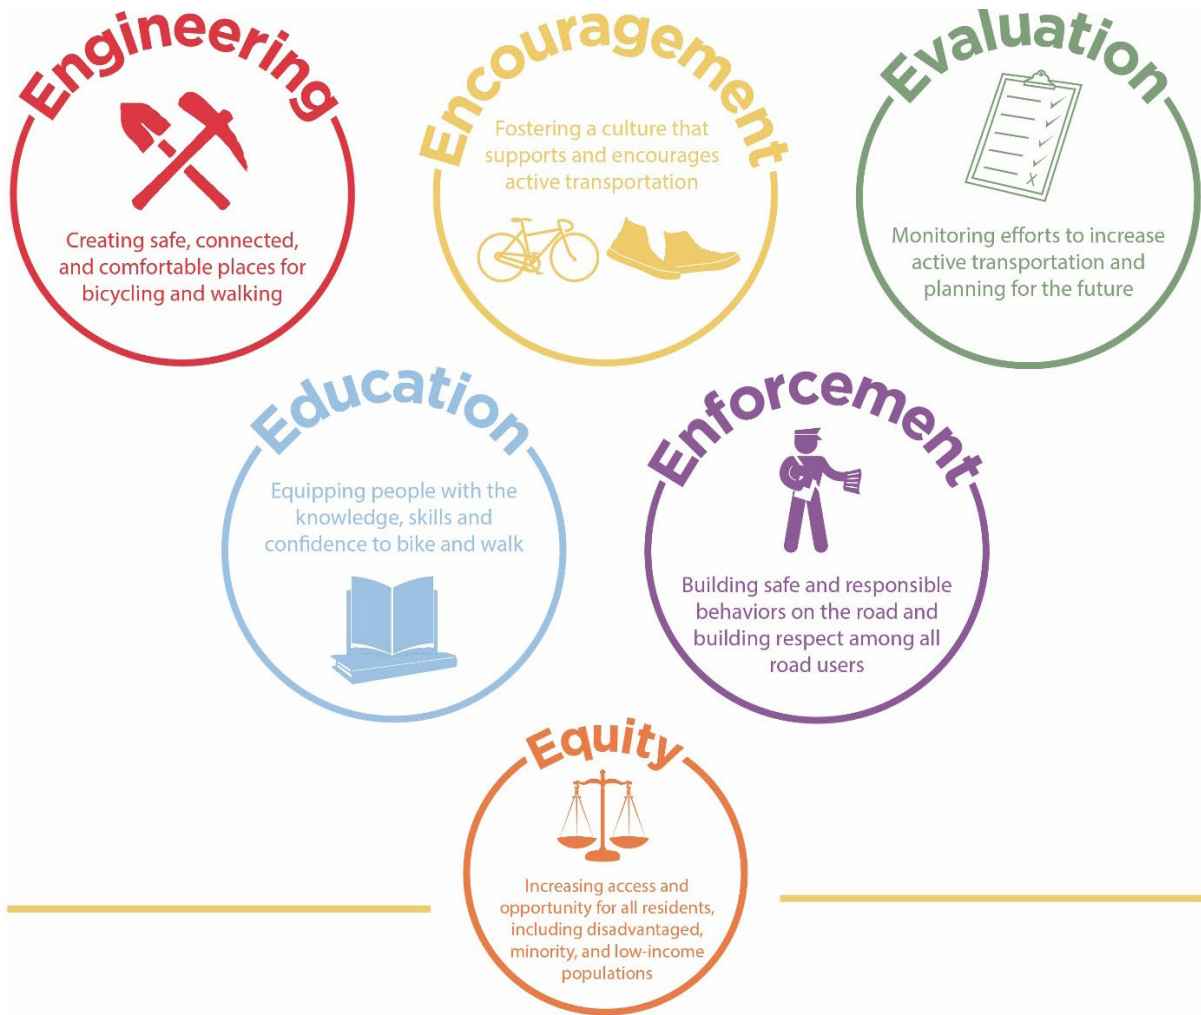 Engineering
Creating safe, connected,
and comfortable places for
bicycling and walking
Encouragement
Fostering a culture that
supports and encourages
active transportation
Evaluation
Monitoring efforts to increase
active transportation and
planning for the future
Education
Equipping people with the
knowledge, skills and
confidence to bike and walk
Enforcement
Building safe and responsible
behaviors on the road and
building respect among all
road users
Equity
Increasing access and
opportunity for all residents,
including disadvantaged,
minority, and low-income
populations